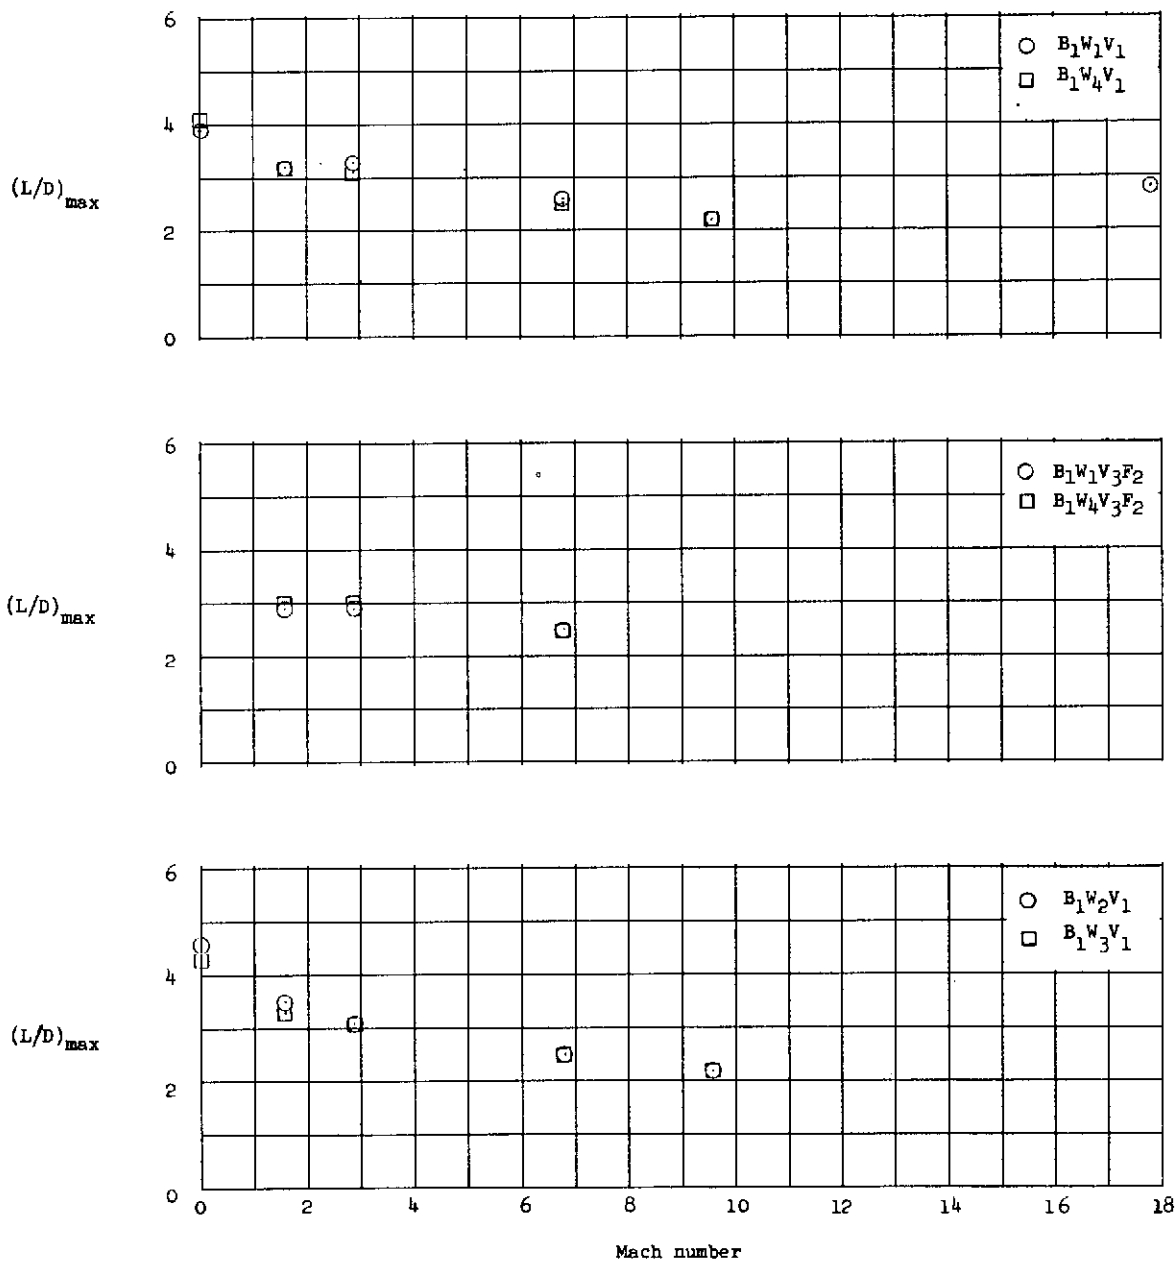 6
B₁W₁V₁
B₁W₄V₁
4
(L/D)max
2
0
6
B₁W₁V₃F₂
B₁W₄V₃F₂
4
(L/D)max
2
0
6
B₁W₂V₁
B₁W₃V₁
4
(L/D)max
2
0
0 2 4 6 8 10 12 14 16 18
Mach number